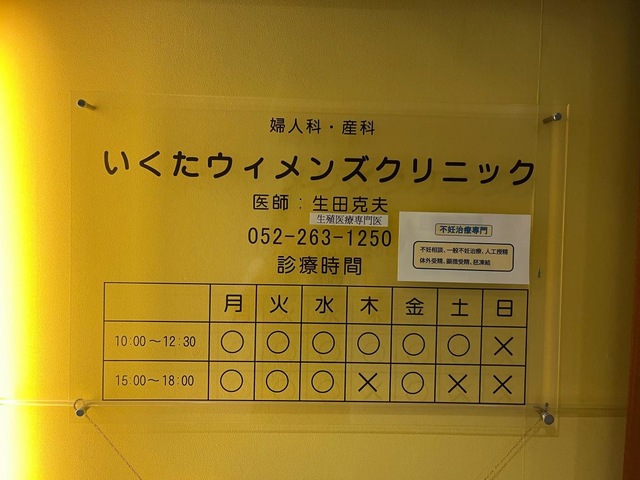 婦人科・産科
いくたウィメンズクリニック
医師：生田克夫
生殖医療専門医
052-263-1250
不妊治療専門
不妊相談、一般不妊治療、人工授精
体外受精、顕微受精、胚凍結
診療時間
月 火 水 木 金 土 日
10:00〜12:30 ○ ○ ○ ○ ○ ○ ×
15:00〜18:00 ○ ○ ○ × ○ × ×